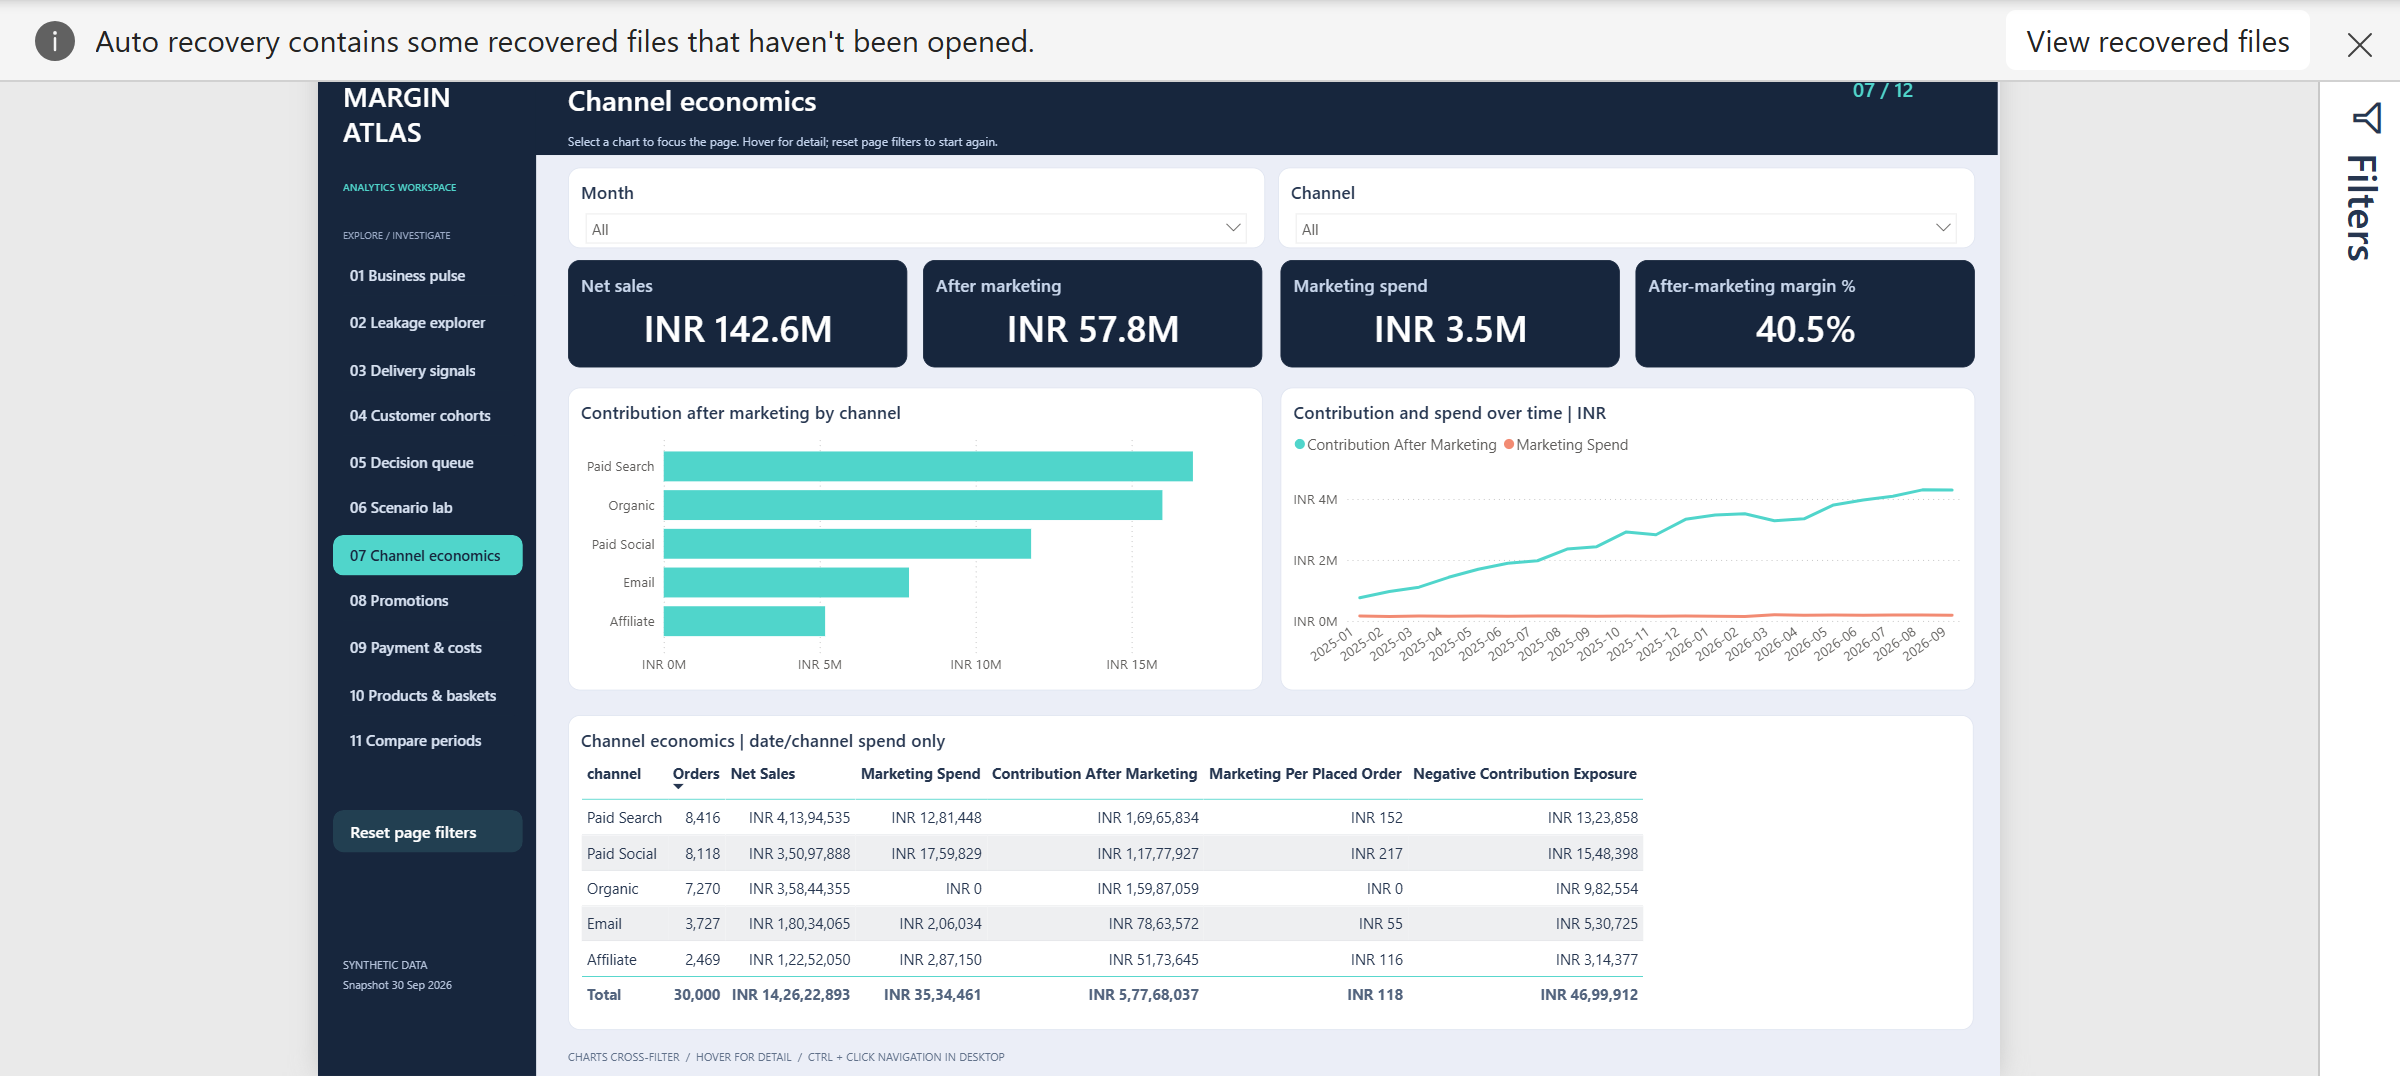 Auto recovery contains some recovered files that haven't been opened.
View recovered files
MARGIN
ATLAS
ANALYTICS WORKSPACE
EXPLORE / INVESTIGATE
01 Business pulse
02 Leakage explorer
03 Delivery signals
04 Customer cohorts
05 Decision queue
06 Scenario lab
07 Channel economics
08 Promotions
09 Payment & costs
10 Products & baskets
11 Compare periods
Reset page filters
SYNTHETIC DATA
Snapshot 30 Sep 2026
Channel economics
07 / 12
Select a chart to focus the page. Hover for detail; reset page filters to start again.
Month
All
Channel
All
Net sales
INR 142.6M
After marketing
INR 57.8M
Marketing spend
INR 3.5M
After-marketing margin %
40.5%
Contribution after marketing by channel
Paid Search
Organic
Paid Social
Email
Affiliate
INR 0M INR 5M INR 10M INR 15M
Contribution and spend over time | INR
Contribution After Marketing Marketing Spend
INR 4M
INR 2M
INR 0M
2025-01 2025-02 2025-03 2025-04 2025-05 2025-06 2025-07 2025-08 2025-09 2025-10 2025-11 2025-12 2026-01 2026-02 2026-03 2026-04 2026-05 2026-06 2026-07 2026-08 2026-09
Channel economics | date/channel spend only
channel Orders Net Sales Marketing Spend Contribution After Marketing Marketing Per Placed Order Negative Contribution Exposure
Paid Search 8,416 INR 4,13,94,535 INR 12,81,448 INR 1,69,65,834 INR 152 INR 13,23,858
Paid Social 8,118 INR 3,50,97,888 INR 17,59,829 INR 1,17,77,927 INR 217 INR 15,48,398
Organic 7,270 INR 3,58,44,355 INR 0 INR 1,59,87,059 INR 0 INR 9,82,554
Email 3,727 INR 1,80,34,065 INR 2,06,034 INR 78,63,572 INR 55 INR 5,30,725
Affiliate 2,469 INR 1,22,52,050 INR 2,87,150 INR 51,73,645 INR 116 INR 3,14,377
Total 30,000 INR 14,26,22,893 INR 35,34,461 INR 5,77,68,037 INR 118 INR 46,99,912
CHARTS CROSS-FILTER / HOVER FOR DETAIL / CTRL + CLICK NAVIGATION IN DESKTOP
Filters